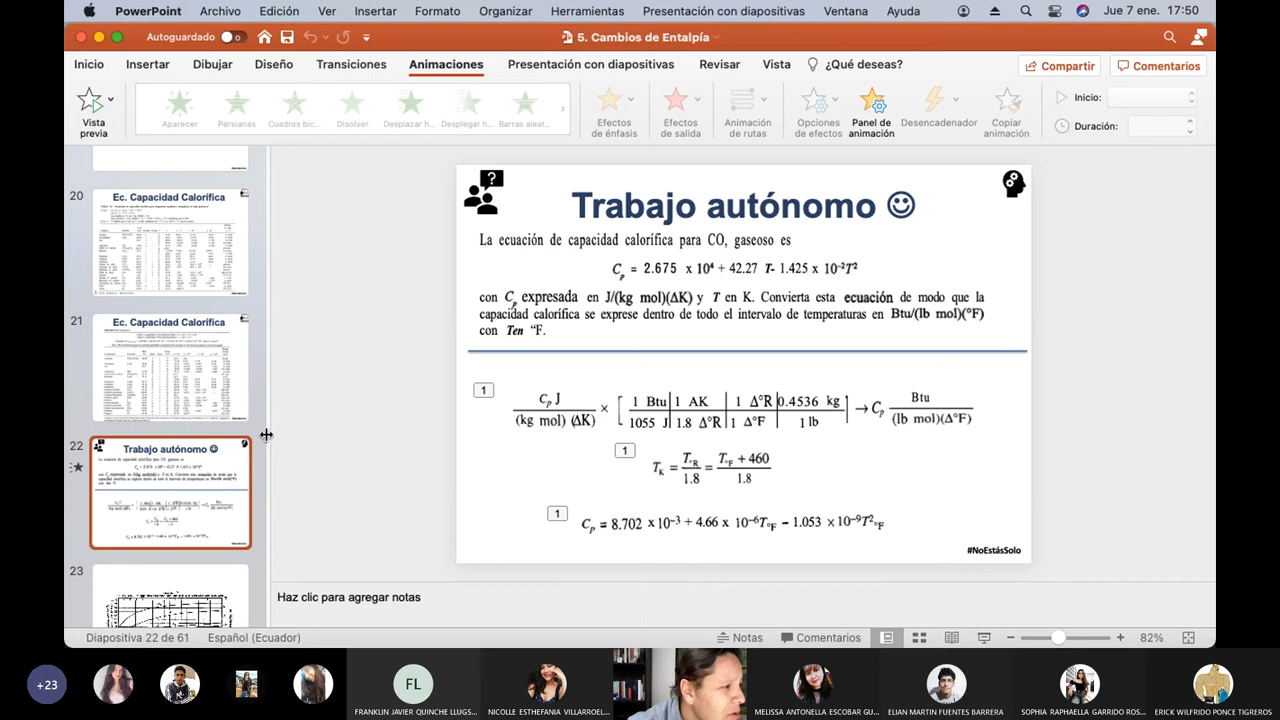 PowerPoint Archivo Edición Ver Insertar Formato Organizar Herramientas Presentación con diapositivas Ventana Ayuda Jue 7 ene. 17:50
Autoguardado 5. Cambios de Entalpía
Inicio Insertar Dibujar Diseño Transiciones Animaciones Presentación con diapositivas Revisar Vista ¿Qué deseas? Compartir Comentarios
Vista previa
Aparecer Persianas Cuadros bic... Disolver Desplazar h... Desplegar h... Barras aleat...
Efectos de énfasis
Efectos de salida
Animación de rutas
Opciones de efectos
Panel de animación
Desencadenador
Copiar animación
Inicio:
Duración:
20
Ec. Capacidad Calorífica
21
Ec. Capacidad Calorífica
22
Trabajo autónomo
23
Trabajo autónomo ☺
La ecuación de capacidad calorífica para CO, gaseoso es
Cp = 2.675 x 10⁴ + 42.27 T- 1.425 x 10⁻²T²
con Cp expresada en J/(kg mol)(ΔK) y T en K. Convierta esta ecuación de modo que la
capacidad calorífica se exprese dentro de todo el intervalo de temperaturas en Btu/(lb mol)(°F)
con Ten “F.
1
Cp J / (kg mol) (ΔK) × [ 1 Btu / 1055 J | 1 AK / 1.8 Δ°R | 1 Δ°R / 1 Δ°F | 0.4536 kg / 1 lb → Cp Btu / (lb mol)(Δ°F)
1
T_K = T_°R / 1.8 = T_°F + 460 / 1.8
1
Cp = 8.702 x 10⁻³ + 4.66 x 10⁻⁶T_°F − 1.053 × 10⁻⁹T²_°F
#NoEstásSolo
Haz clic para agregar notas
Diapositiva 22 de 61 Español (Ecuador) Notas Comentarios 82%
+23
FL
FRANKLIN JAVIER QUINCHE LLUGS... NICOLLE ESTHEFANIA VILLARROEL... MELISSA ANTONELLA ESCOBAR GU... ELIAN MARTIN FUENTES BARRERA SOPHIA RAPHAELLA GARRIDO ROS... ERICK WILFRIDO PONCE TIGREROS